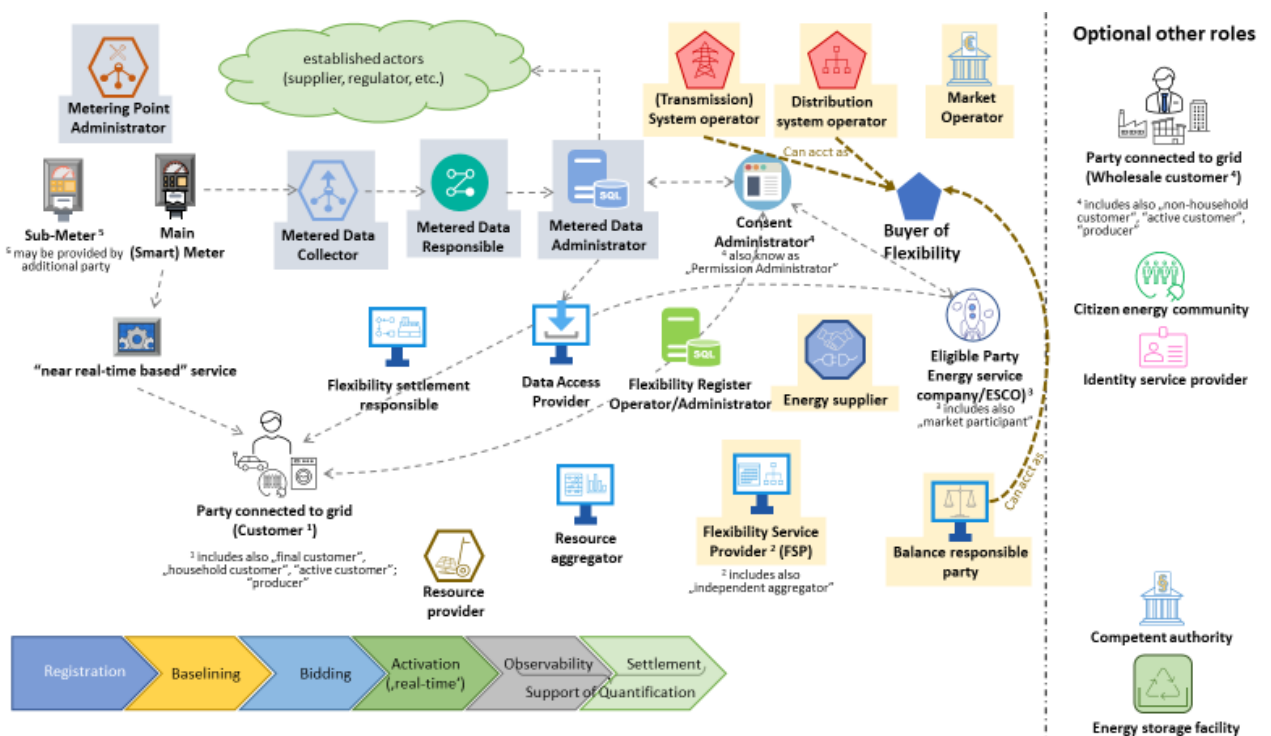 Optional other roles
established actors
(supplier, regulator, etc.)
Metering Point
Administrator
(Transmission)
System operator
Distribution
system operator
Market
Operator
Can acct as
Party connected to grid
(Wholesale customer ⁴)
⁴ includes also „non-household
customer", "active customer",
"producer"
Sub-Meter ⁵
⁵ may be provided by
additional party
Main
(Smart) Meter
Metered Data
Collector
Metered Data
Responsible
SQL
Metered Data
Administrator
Consent
Administrator⁴
⁴ also know as
„Permission Administrator"
Buyer of
Flexibility
Citizen energy community
Identity service provider
"near real-time based" service
Flexibility settlement
responsible
Data Access
Provider
SQL
Flexibility Register
Operator/Administrator
Energy supplier
Eligible Party
Energy service
company/ESCO) ³
³ includes also
„market participant"
Can acct as
Party connected to grid
(Customer ¹)
¹ includes also „final customer",
„household customer", "active customer";
"producer"
Resource
provider
Resource
aggregator
Flexibility Service
Provider ² (FSP)
² includes also
„independent aggregator"
Balance responsible
party
§
Competent authority
Energy storage facility
Registration
Baselining
Bidding
Activation
(‚real-time')
Observability
Settlement
Support of Quantification